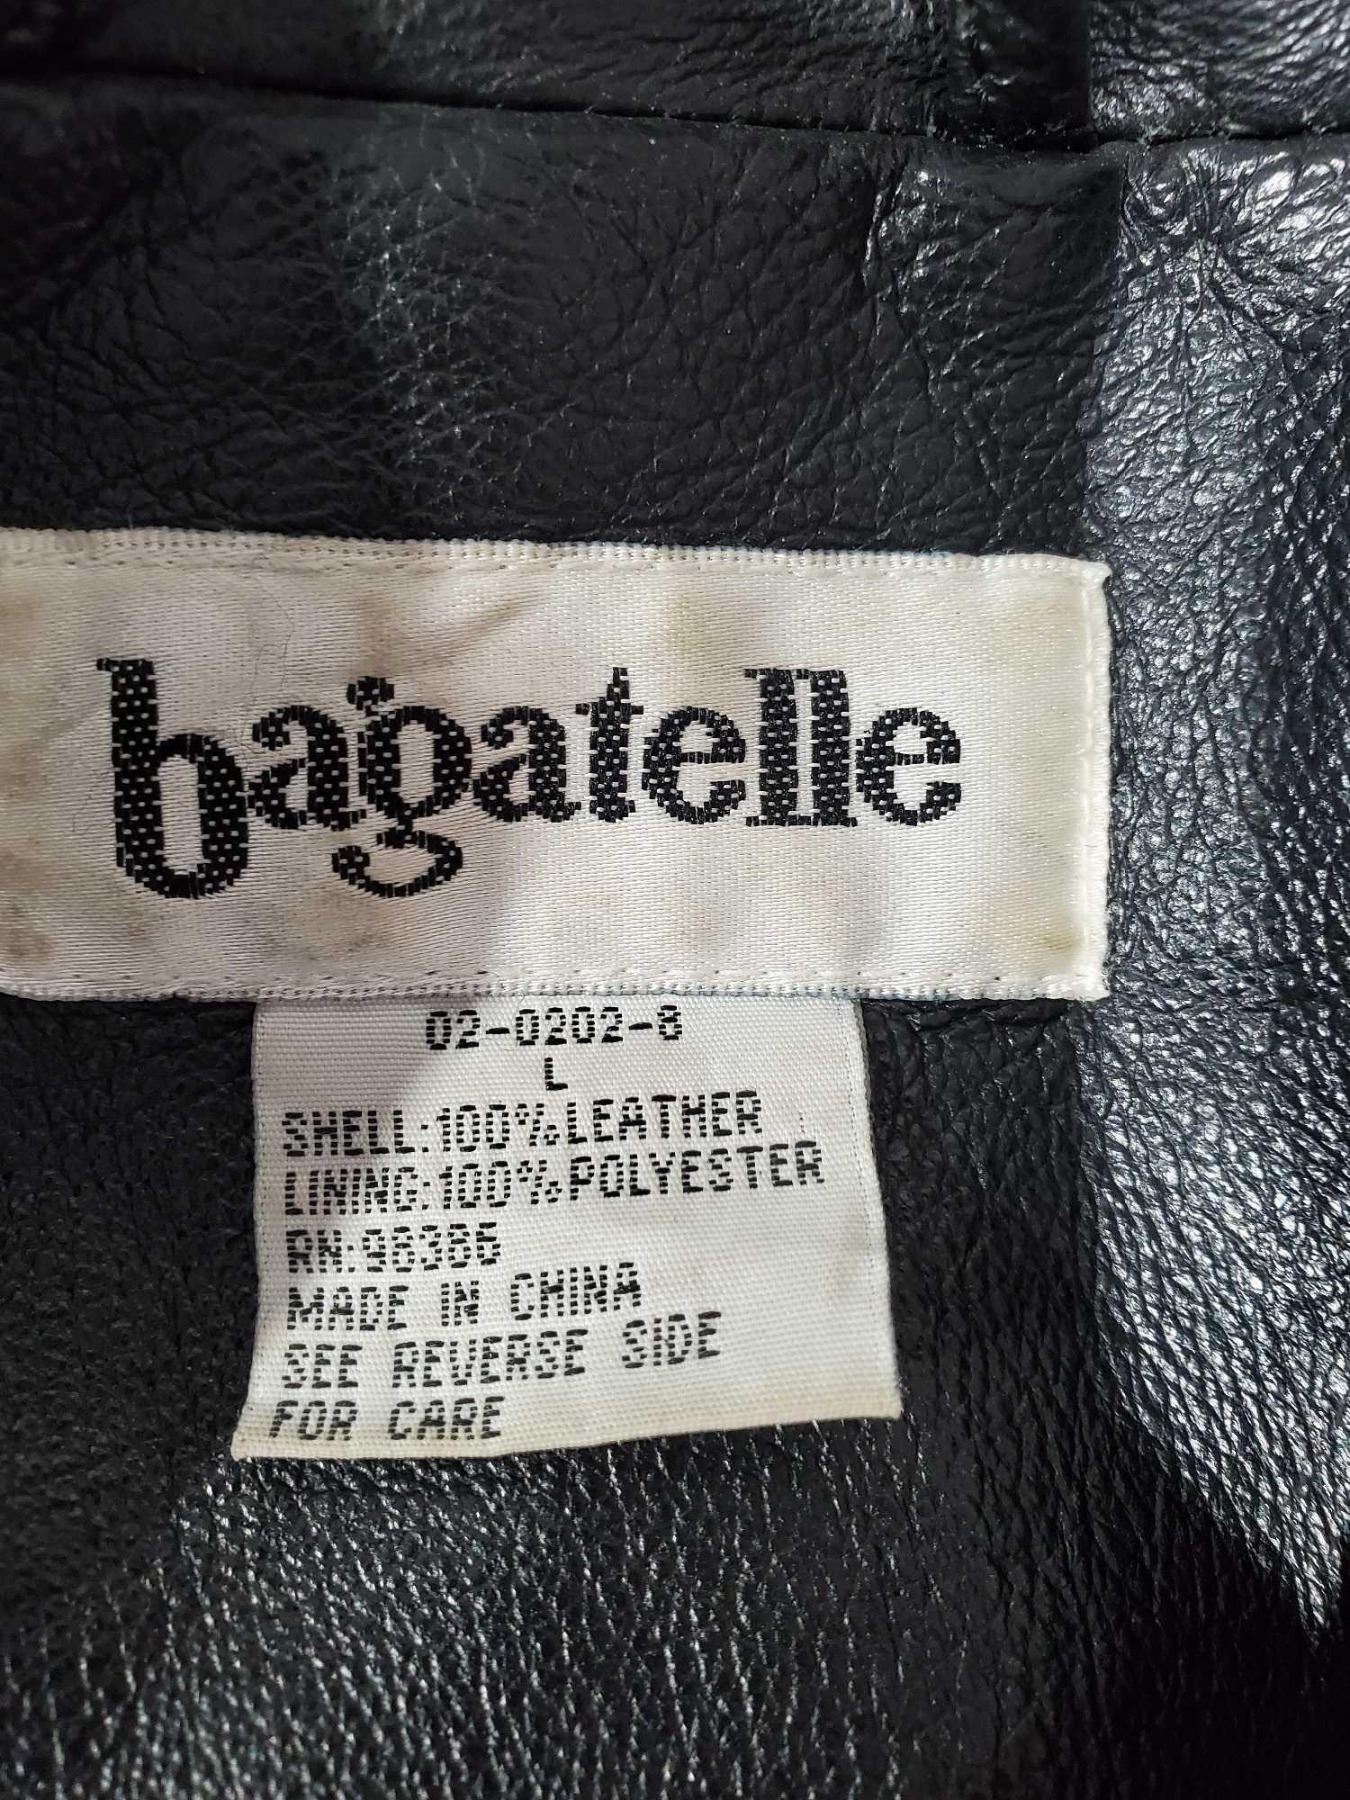 bagatelle
02-0202-8
L
SHELL:100%LEATHER
LINING:100%POLYESTER
RN:98386
MADE IN CHINA
SEE REVERSE SIDE
FOR CARE